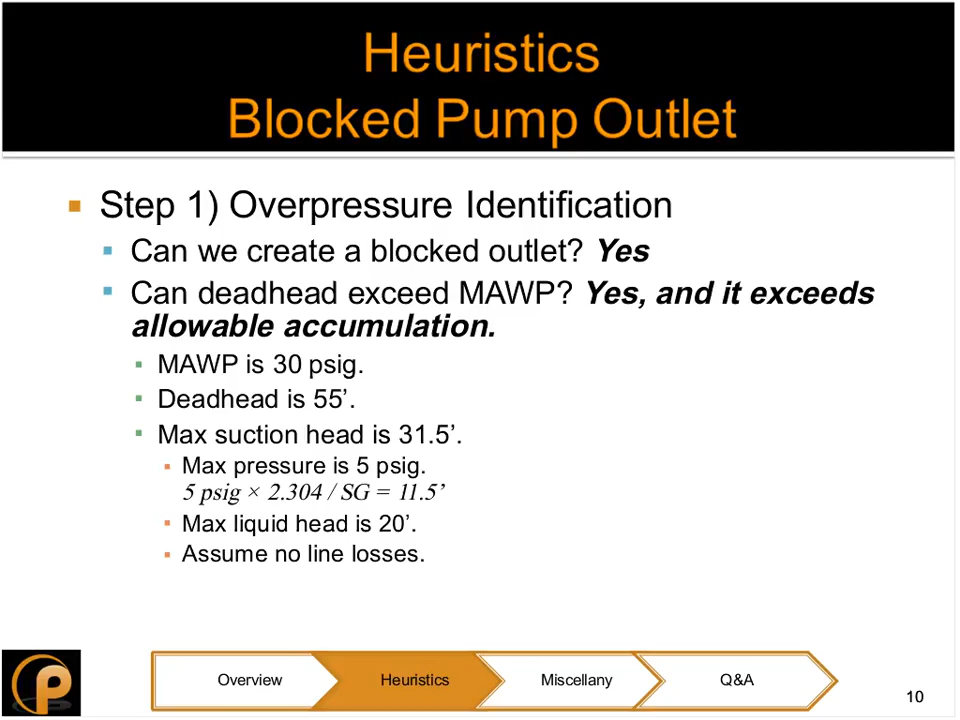 Heuristics
Blocked Pump Outlet
Step 1) Overpressure Identification
Can we create a blocked outlet? Yes
Can deadhead exceed MAWP? Yes, and it exceeds
allowable accumulation.
MAWP is 30 psig.
Deadhead is 55’.
Max suction head is 31.5’.
Max pressure is 5 psig.
5 psig × 2.304 / SG = 11.5’
Max liquid head is 20’.
Assume no line losses.
Overview
Heuristics
Miscellany
Q&A
10